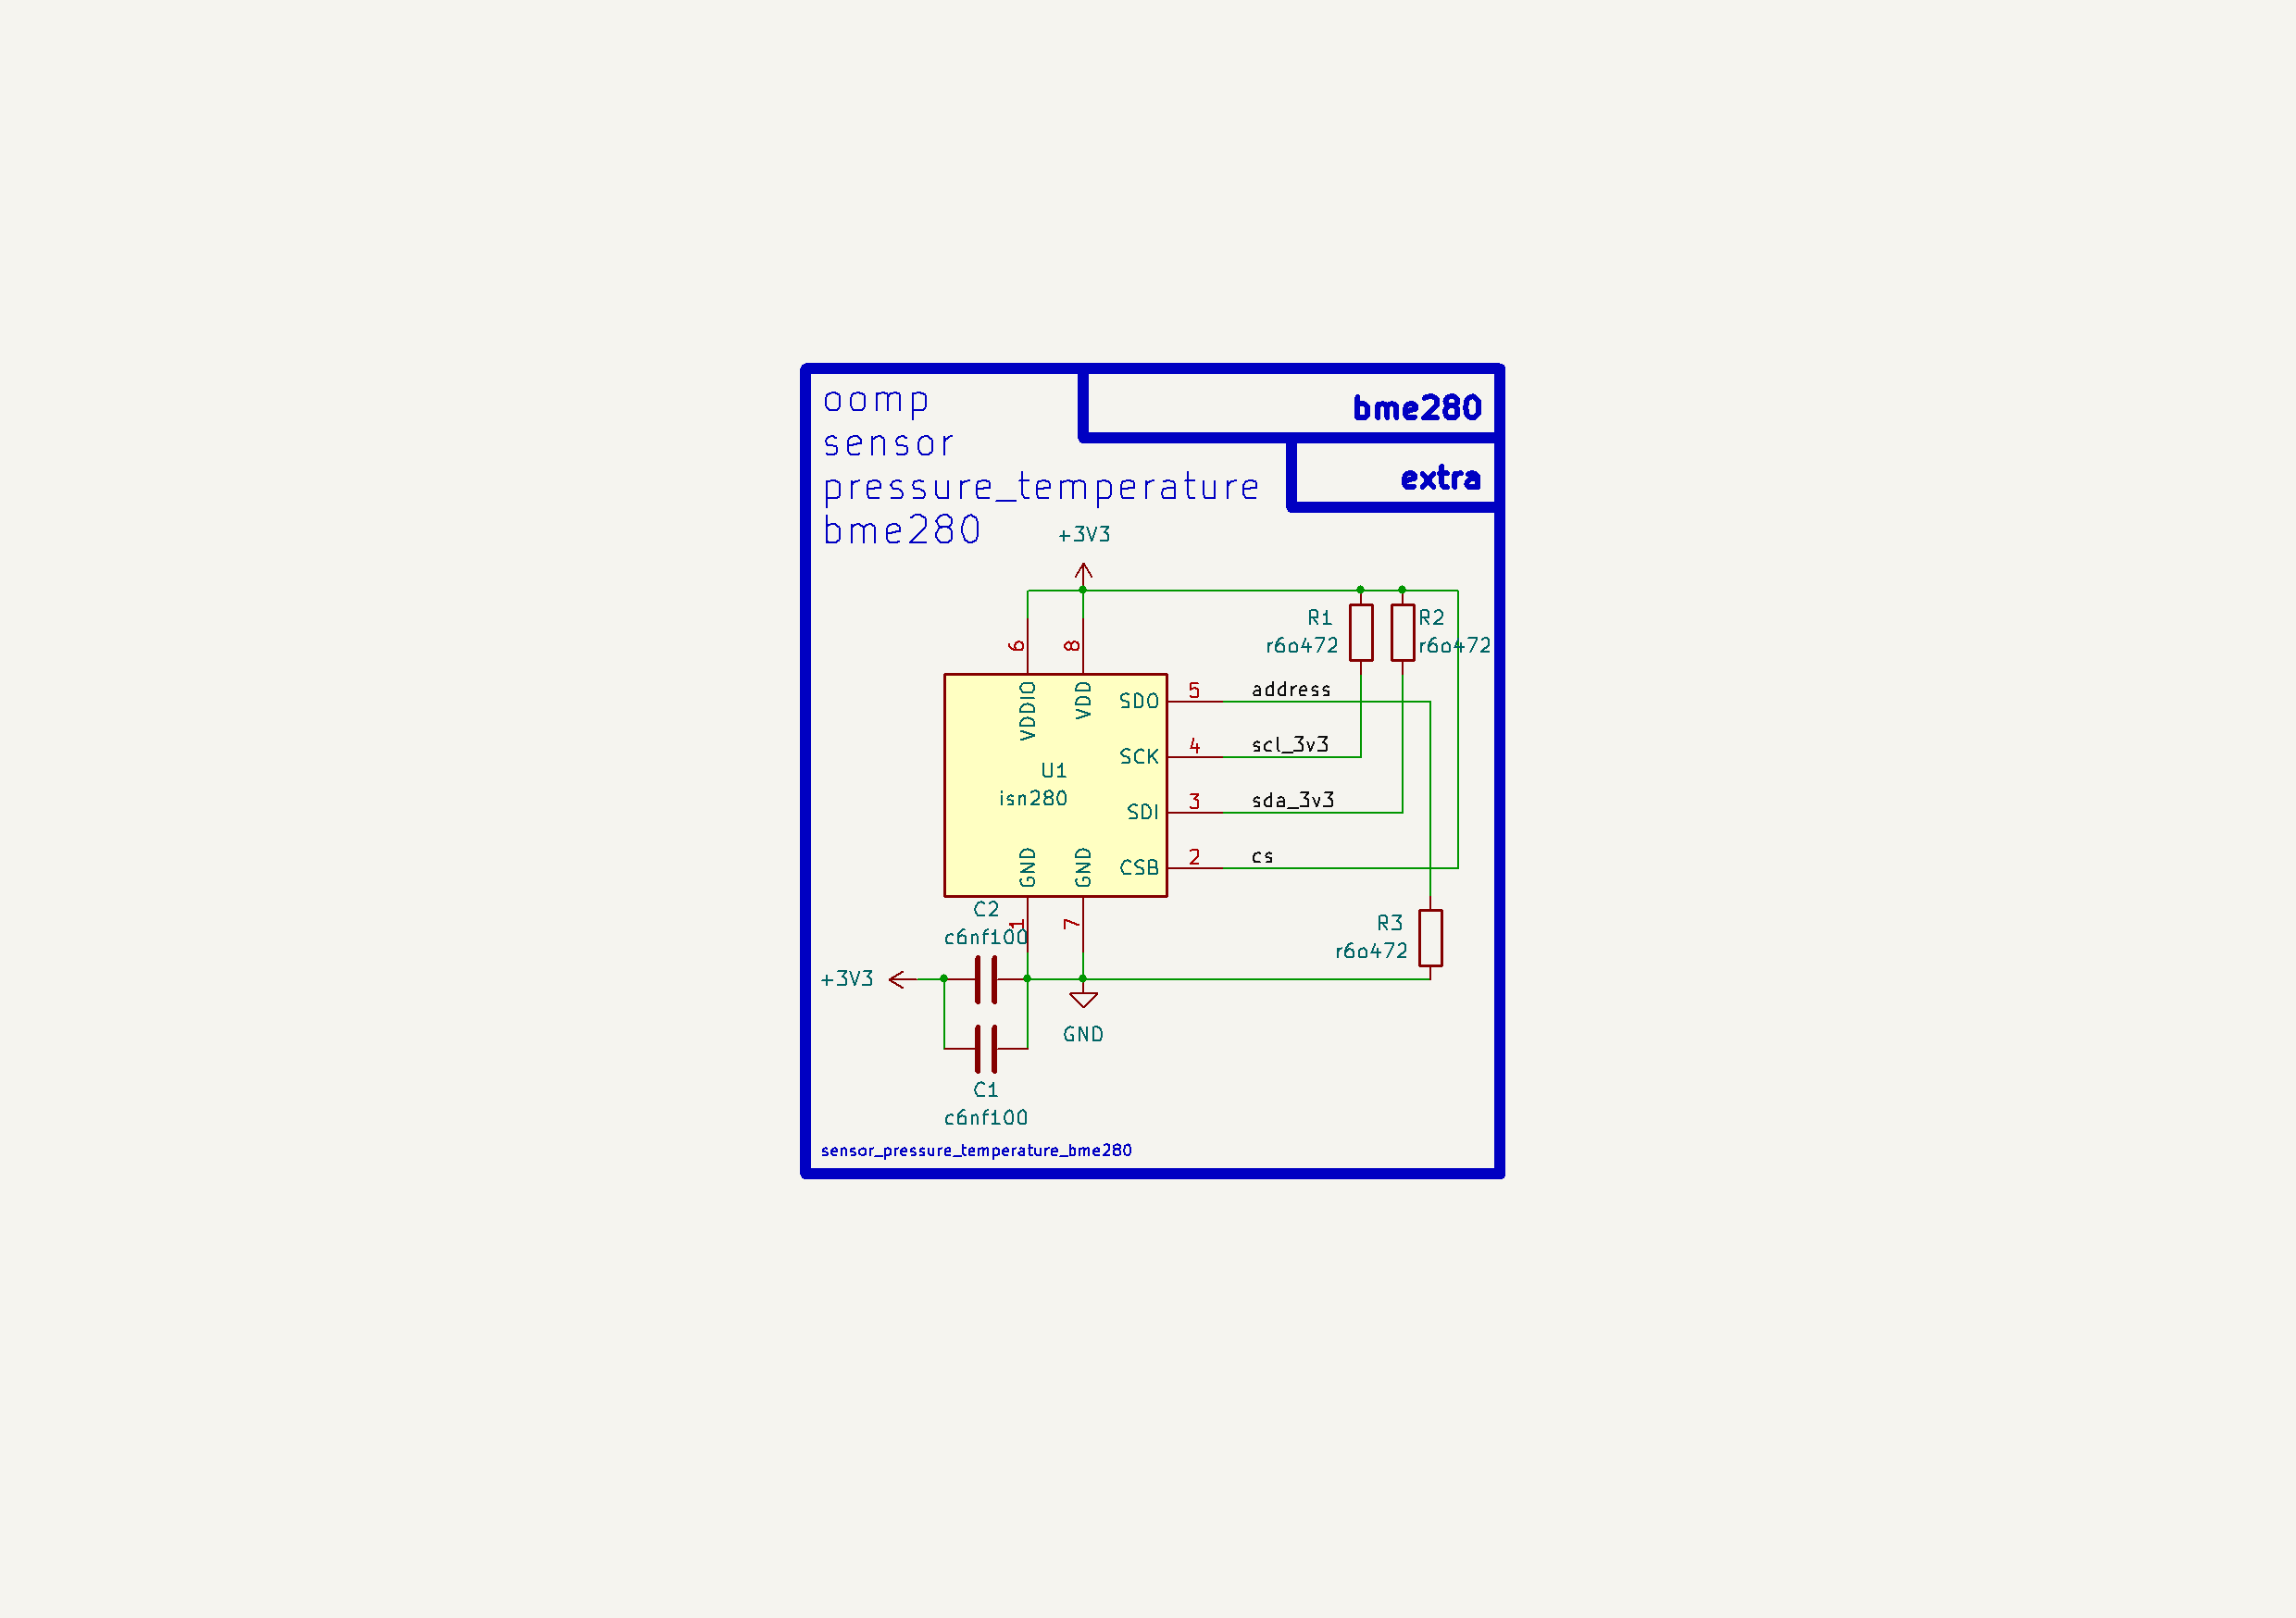 oomp
sensor
pressure_temperature
bme280
bme280
extra
+3V3
6
8
R1
r6o472
R2
r6o472
VDDIO
VDD
SDO
5
address
SCK
4
scl_3v3
U1
isn280
SDI
3
sda_3v3
GND
GND
CSB
2
cs
C2
c6nf100
1
7
R3
r6o472
+3V3
GND
C1
c6nf100
sensor_pressure_temperature_bme280